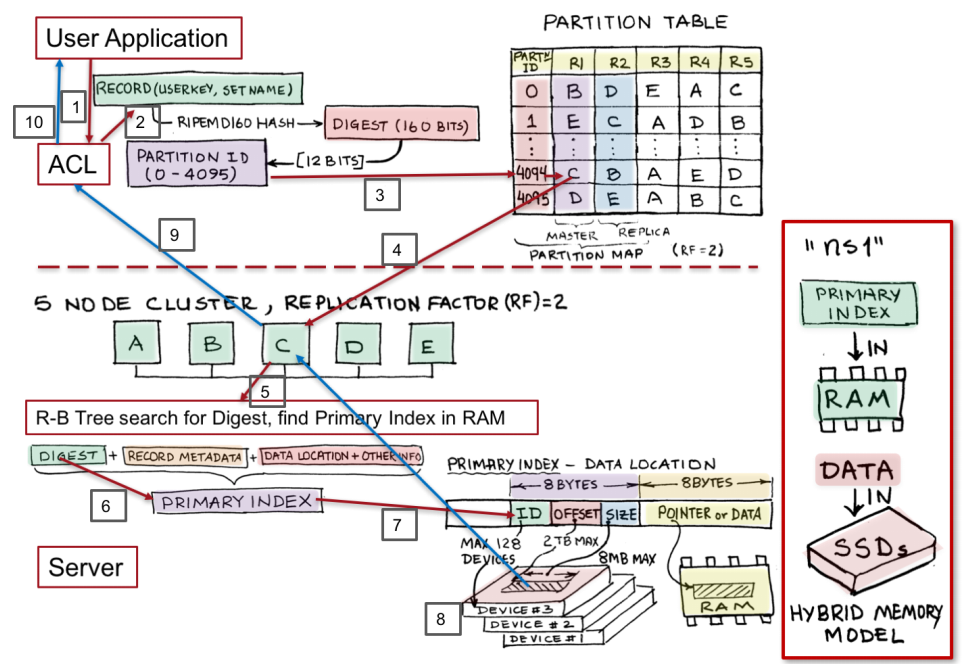 PARTITION TABLE
User Application
PARTN ID R1 R2 R3 R4 R5
0 B D E A C
1 E C A D B
4094 C B A E D
4095 D E A B C
MASTER REPLICA
PARTITION MAP (RF=2)
10
1
RECORD (USERKEY, SETNAME)
2
RIPEMD160 HASH
DIGEST (160 BITS)
ACL
PARTITION ID
(0 - 4095)
[12 BITS]
3
9
4
5 NODE CLUSTER, REPLICATION FACTOR (RF)=2
A B C D E
5
R-B Tree search for Digest, find Primary Index in RAM
DIGEST + RECORD METADATA + DATA LOCATION + OTHER INFO
6
PRIMARY INDEX
7
PRIMARY INDEX - DATA LOCATION
8 BYTES 8 BYTES
ID OFFSET SIZE POINTER or DATA
MAX 128
DEVICES
2 TB MAX
8MB MAX
Server
8
DEVICE #3
DEVICE #2
DEVICE #1
RAM
"ns1"
PRIMARY
INDEX
IN
RAM
DATA
IN
SSDs
HYBRID MEMORY
MODEL